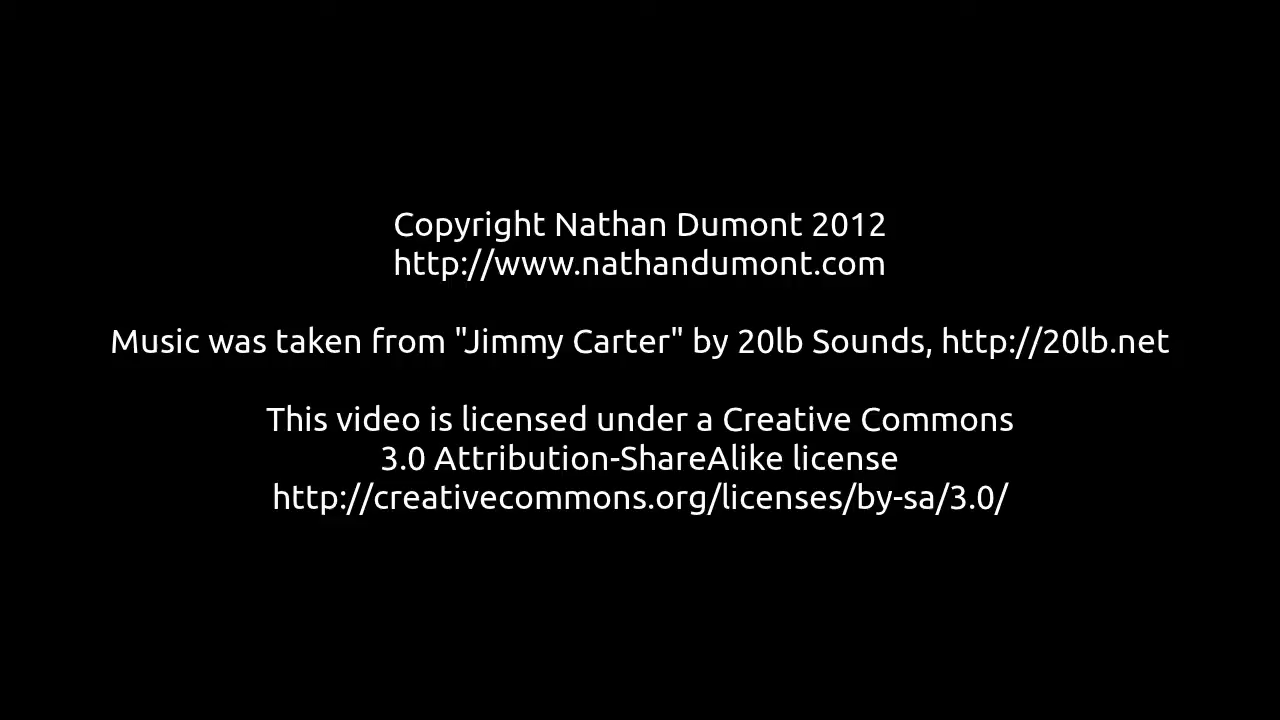 Copyright Nathan Dumont 2012
http://www.nathandumont.com
Music was taken from "Jimmy Carter" by 20lb Sounds, http://20lb.net
This video is licensed under a Creative Commons
3.0 Attribution-ShareAlike license
http://creativecommons.org/licenses/by-sa/3.0/